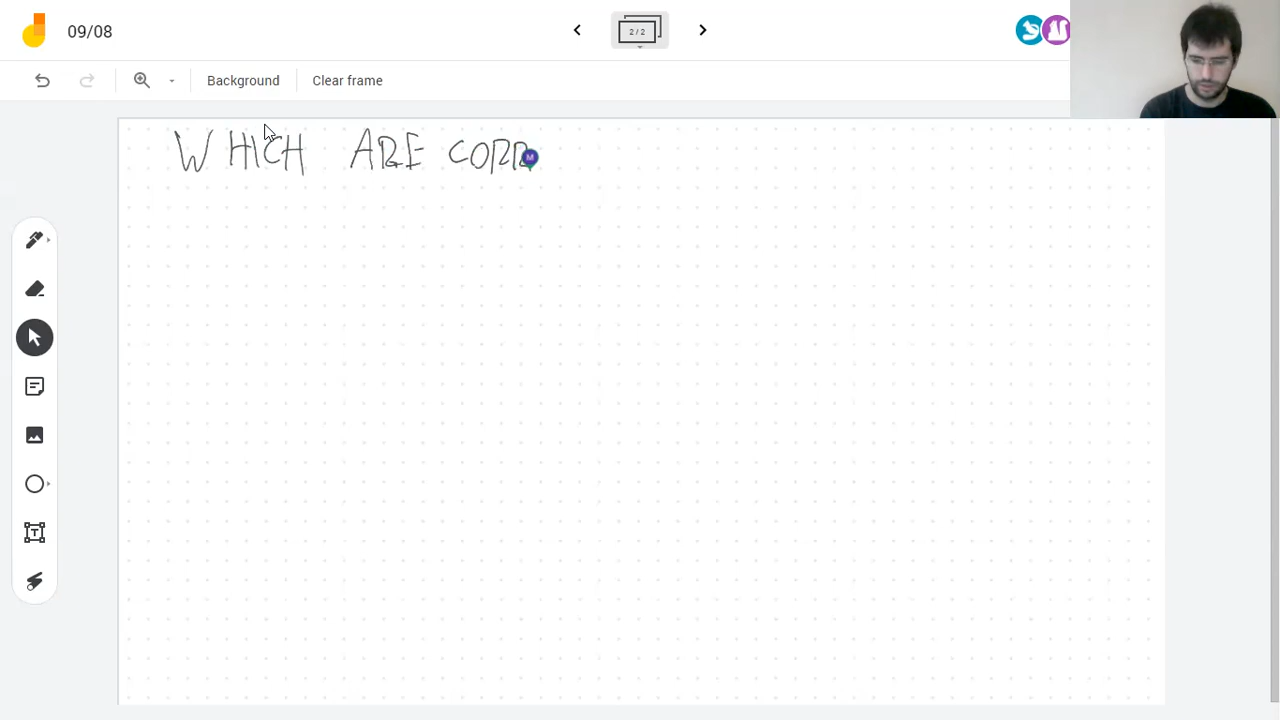 09/08
2 / 2
Background
Clear frame
WHICH ARE CORR
M
T